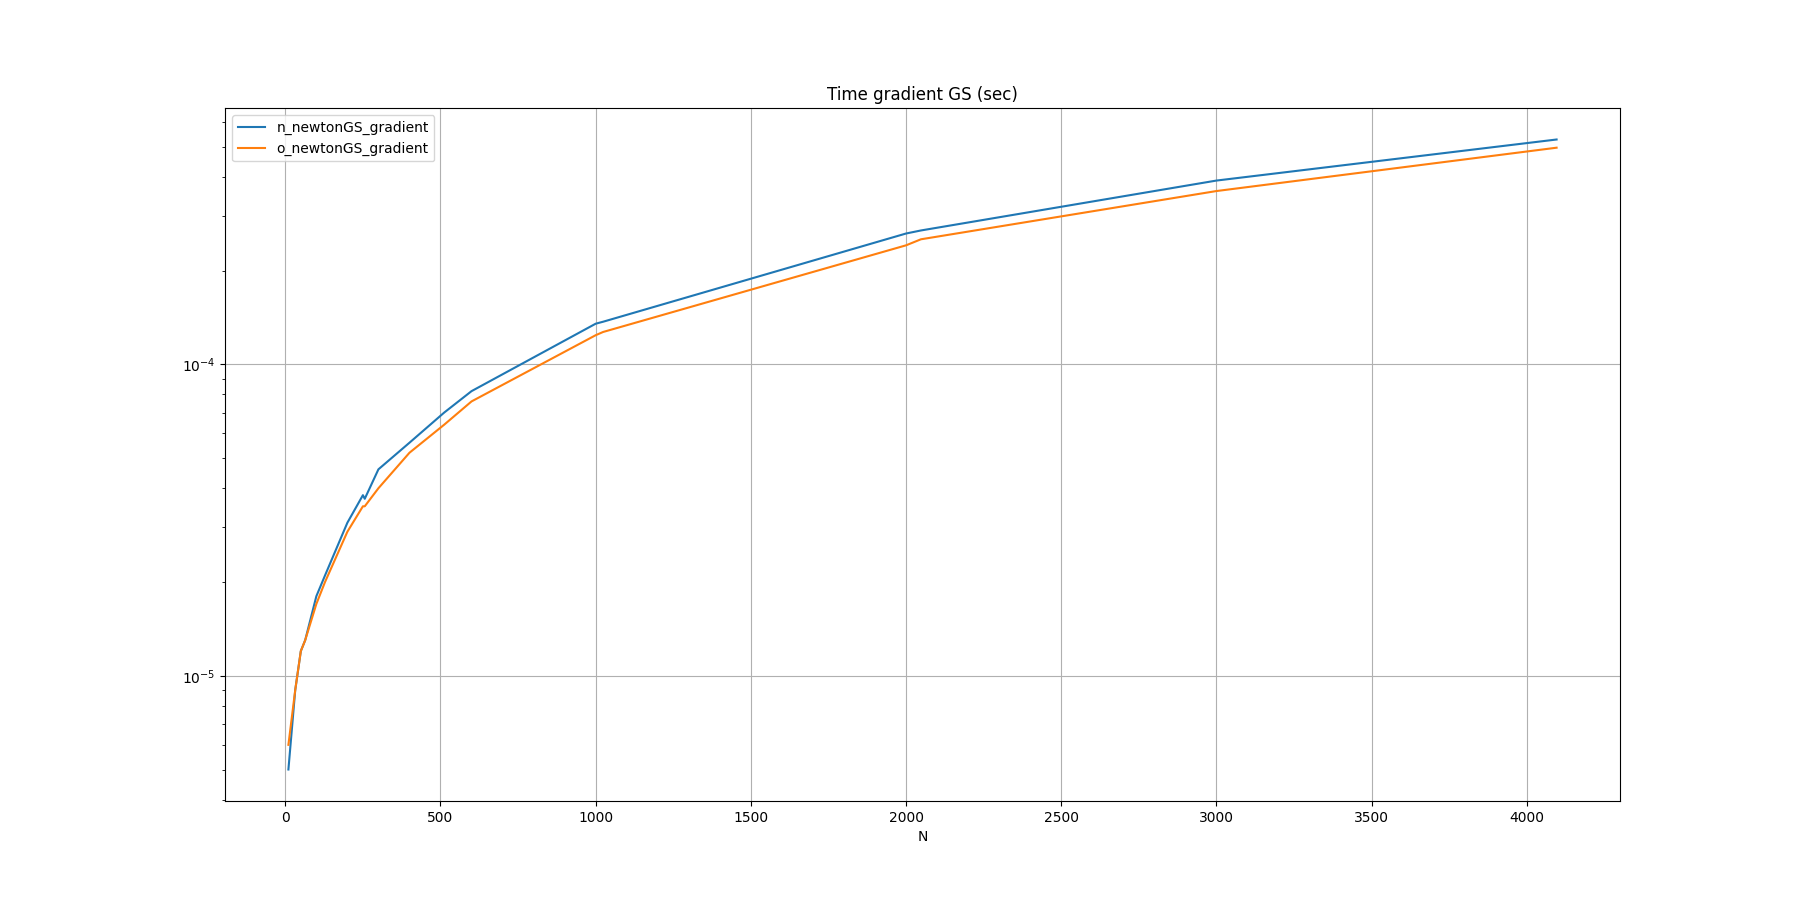 Time gradient GS (sec)
n_newtonGS_gradient
o_newtonGS_gradient
10⁻⁴
10⁻⁵
0 500 1000 1500 2000 2500 3000 3500 4000
N